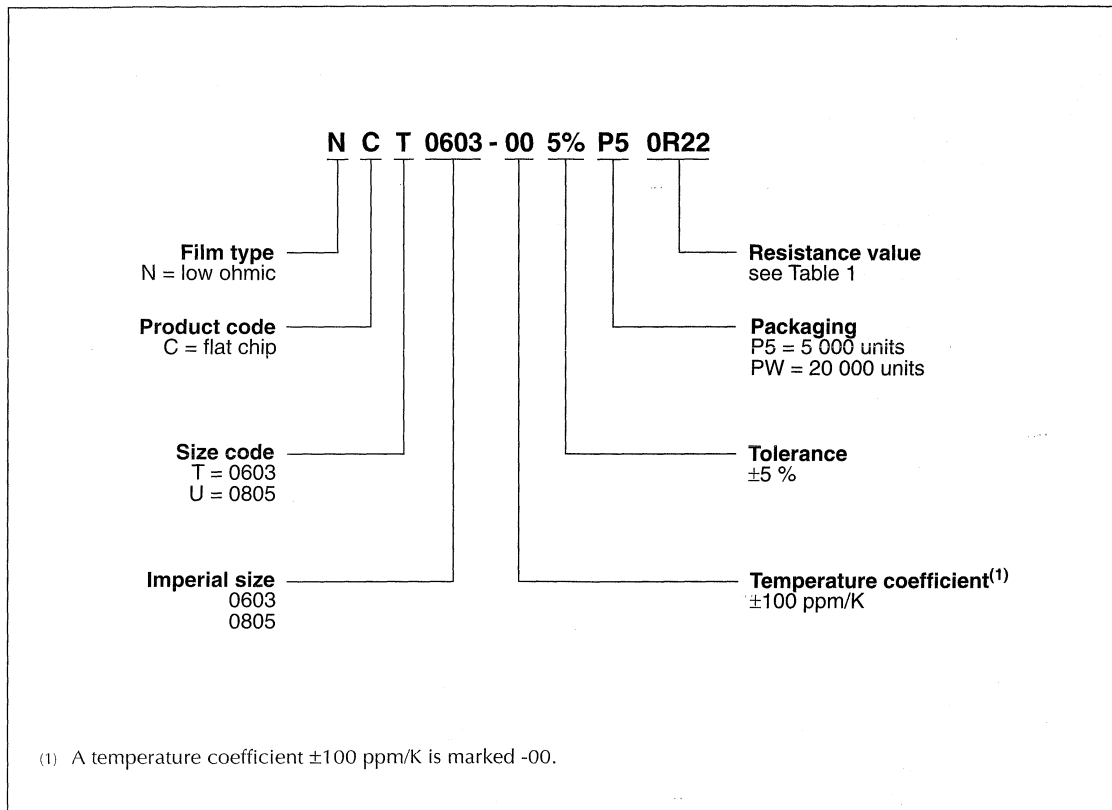 N C T 0603 - 00 5% P5 0R22
Film type
N = low ohmic
Product code
C = flat chip
Size code
T = 0603
U = 0805
Imperial size
0603
0805
Resistance value
see Table 1
Packaging
P5 = 5 000 units
PW = 20 000 units
Tolerance
±5 %
Temperature coefficient(1)
±100 ppm/K
(1) A temperature coefficient ±100 ppm/K is marked -00.